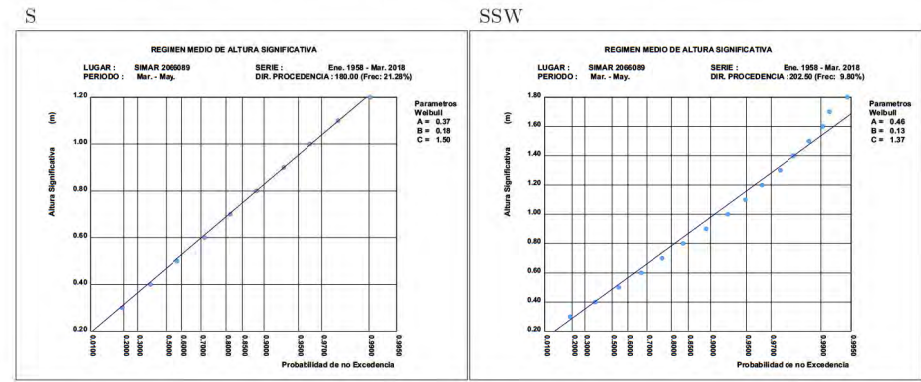 S
REGIMEN MEDIO DE ALTURA SIGNIFICATIVA
LUGAR : SIMAR 2066089 SERIE : Ene. 1958 - Mar. 2018
PERIODO : Mar. - May. DIR. PROCEDENCIA : 180.00 (Frec: 21.28%)
Parametros
Weibull
A = 0.37
B = 0.18
C = 1.50
Altura Significativa (m)
1.20
1.00
0.80
0.60
0.40
0.20
0.0100 0.2000 0.3000 0.5000 0.6000 0.7000 0.8000 0.8500 0.9000 0.9500 0.9700 0.9900 0.9950
Probabilidad de no Excedencia
SSW
REGIMEN MEDIO DE ALTURA SIGNIFICATIVA
LUGAR : SIMAR 2066089 SERIE : Ene. 1958 - Mar. 2018
PERIODO : Mar. - May. DIR. PROCEDENCIA : 202.50 (Frec: 9.80%)
Parametros
Weibull
A = 0.46
B = 0.13
C = 1.37
Altura Significativa (m)
1.80
1.60
1.40
1.20
1.00
0.80
0.60
0.40
0.20
0.0100 0.2000 0.3000 0.5000 0.6000 0.7000 0.8000 0.8500 0.9000 0.9500 0.9700 0.9900 0.9950
Probabilidad de no Excedencia